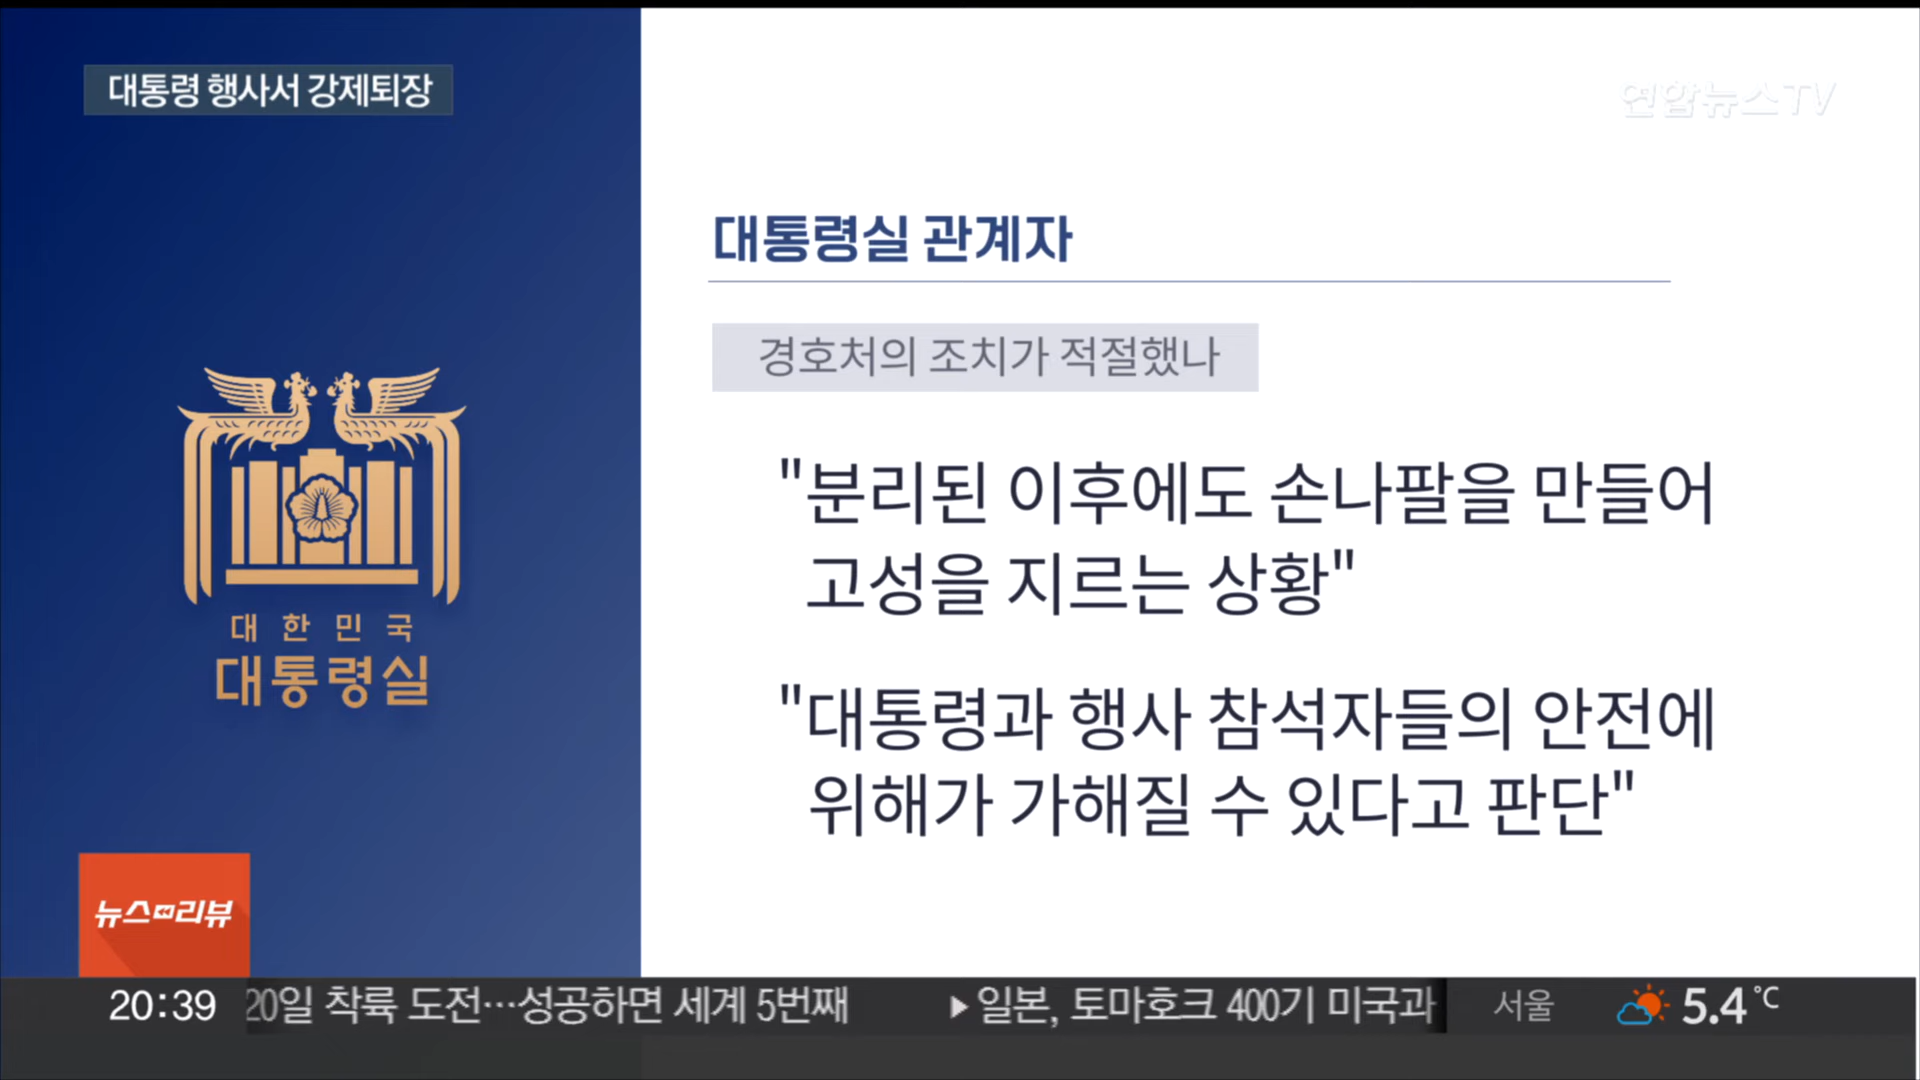 대통령 행사서 강제퇴장
연합뉴스TV
대통령실 관계자
경호처의 조치가 적절했나
"분리된 이후에도 손나팔을 만들어
고성을 지르는 상황"
"대통령과 행사 참석자들의 안전에
위해가 가해질 수 있다고 판단"
대한민국
대통령실
뉴스리뷰
20:39 20일 착륙 도전…성공하면 세계 5번째 ▶일본, 토마호크 400기 미국과 서울 5.4℃